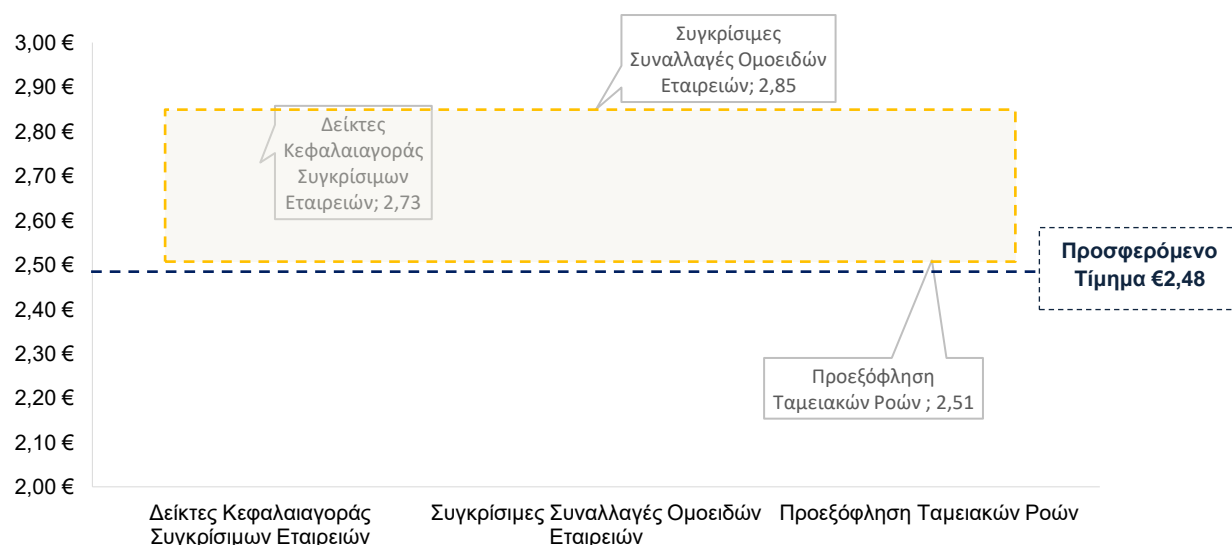 3,00 €
2,90 €
2,80 €
2,70 €
2,60 €
2,50 €
2,40 €
2,30 €
2,20 €
2,10 €
2,00 €
Συγκρίσιμες
Συναλλαγές Ομοειδών
Εταιρειών; 2,85
Δείκτες
Κεφαλαιαγοράς
Συγκρίσιμων
Εταιρειών; 2,73
Προσφερόμενο
Τίμημα €2,48
Προεξόφληση
Ταμειακών Ροών ; 2,51
Δείκτες Κεφαλαιαγοράς
Συγκρίσιμων Εταιρειών
Συγκρίσιμες Συναλλαγές Ομοειδών
Εταιρειών
Προεξόφληση Ταμειακών Ροών